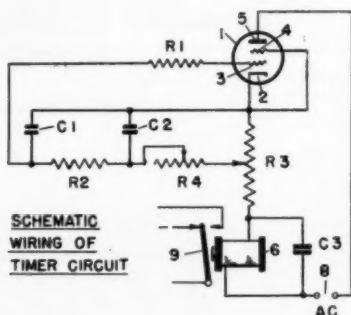 5
4
1
R1
3
2
C1
C2
R3
R2
R4
SCHEMATIC
WIRING OF
TIMER CIRCUIT
9
6
C3
8
AC